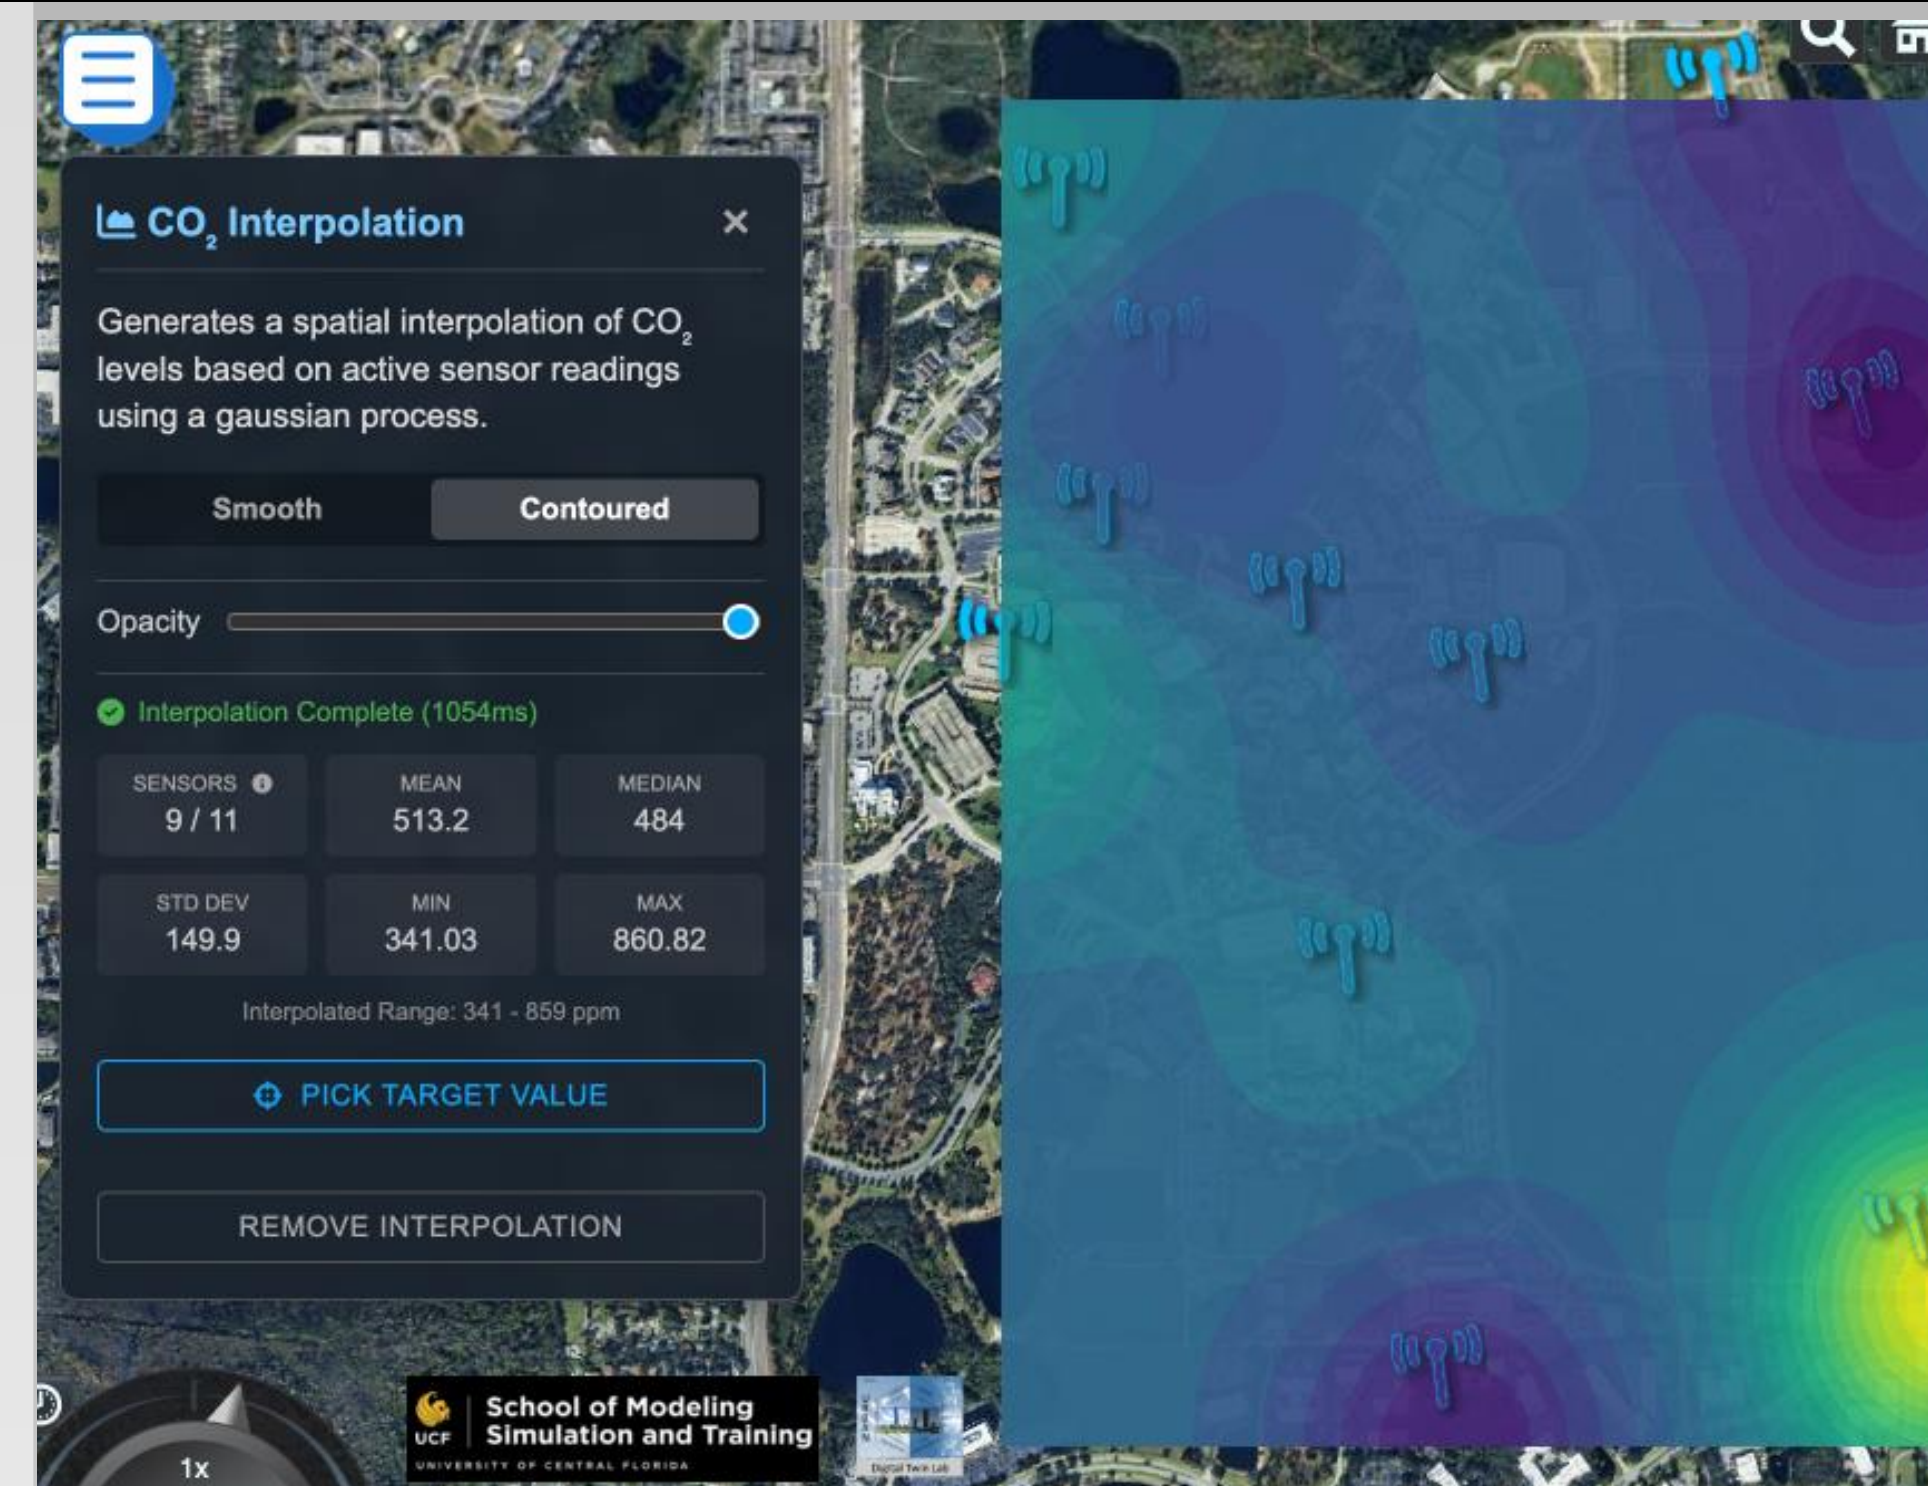 CO₂ Interpolation
Generates a spatial interpolation of CO₂
levels based on active sensor readings
using a gaussian process.
Smooth
Contoured
Opacity
Interpolation Complete (1054ms)
SENSORS
9 / 11
MEAN
513.2
MEDIAN
484
STD DEV
149.9
MIN
341.03
MAX
860.82
Interpolated Range: 341 - 859 ppm
PICK TARGET VALUE
REMOVE INTERPOLATION
1x
UCF
School of Modeling
Simulation and Training
UNIVERSITY OF CENTRAL FLORIDA
Digital Twin Lab